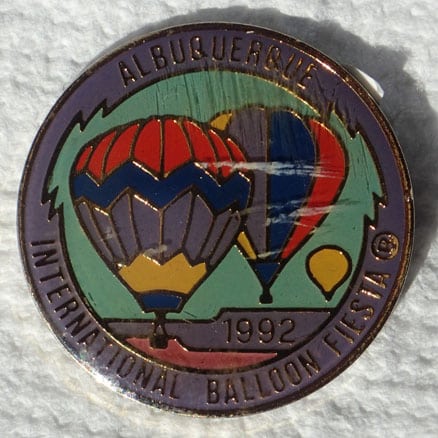 ALBUQUERQUE
1992
INTERNATIONAL BALLOON FIESTA ®